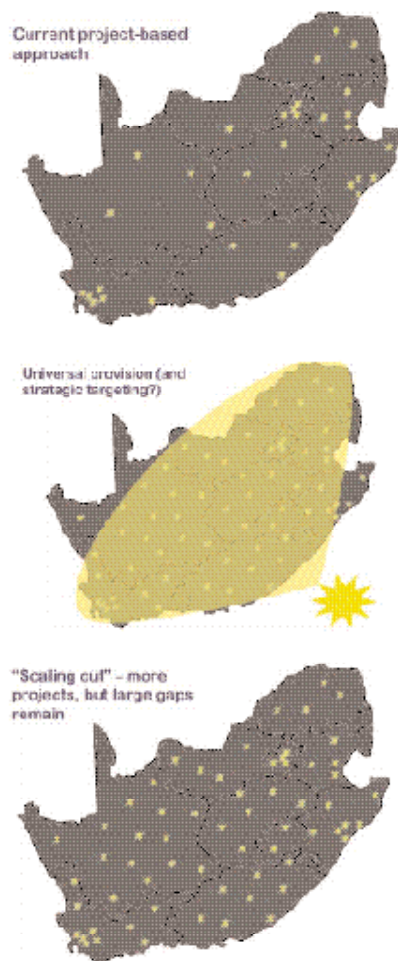 Current project-based
approach
Universal provision (and
strategic targeting?)
"Scaling out" – more
projects, but large gaps
remain